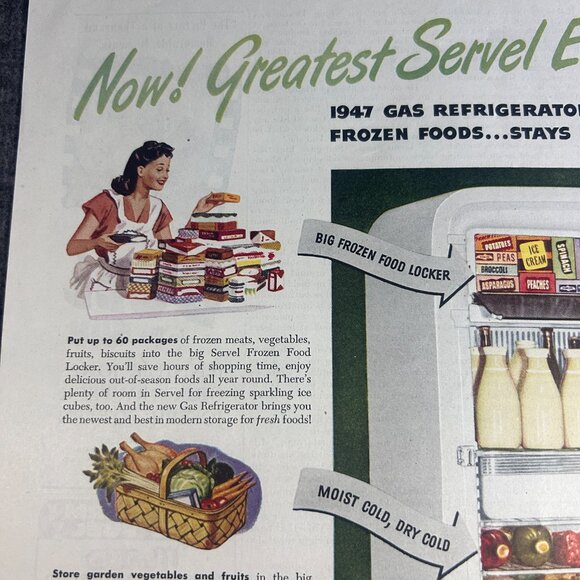 Now! Greatest Servel E
1947 GAS REFRIGERATO
FROZEN FOODS...STAYS
BIG FROZEN FOOD LOCKER
POTATOES
PEAS
BROCCOLI
ASPARAGUS
ICE
CREAM
PEACHES
SPINACH
Put up to 60 packages of frozen meats, vegetables,
fruits, biscuits into the big Servel Frozen Food
Locker. You'll save hours of shopping time, enjoy
delicious out-of-season foods all year round. There's
plenty of room in Servel for freezing sparkling ice
cubes, too. And the new Gas Refrigerator brings you
the newest and best in modern storage for fresh foods!
MOIST COLD, DRY COLD
Store garden vegetables and fruits in the big